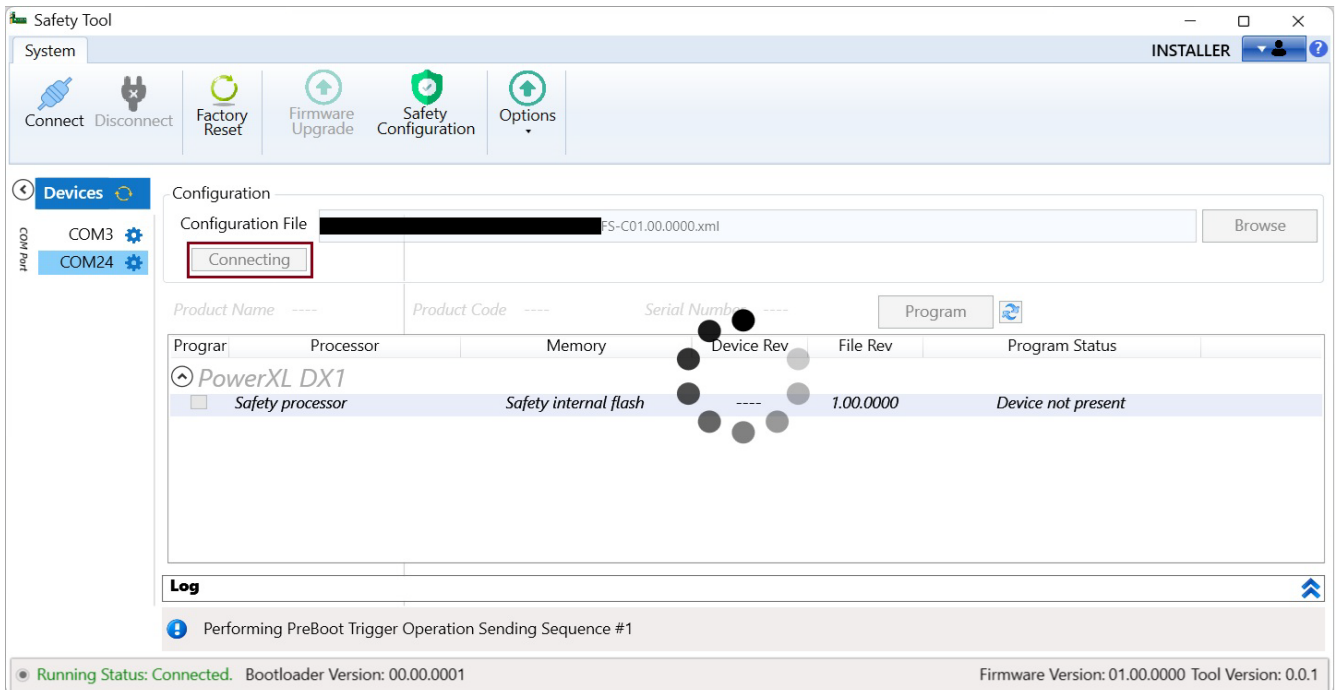 Safety Tool
System
INSTALLER
?
Connect
Disconnect
Factory
Reset
Firmware
Upgrade
Safety
Configuration
Options
Devices
COM Port
COM3
COM24
Configuration
Configuration File
FS-C01.00.0000.xml
Browse
Connecting
Product Name ----
Product Code ----
Serial Number ----
Program
Prograr Processor Memory Device Rev File Rev Program Status
PowerXL DX1
Safety processor Safety internal flash ---- 1.00.0000 Device not present
Log
Performing PreBoot Trigger Operation Sending Sequence #1
Running Status: Connected. Bootloader Version: 00.00.0001 Firmware Version: 01.00.0000 Tool Version: 0.0.1